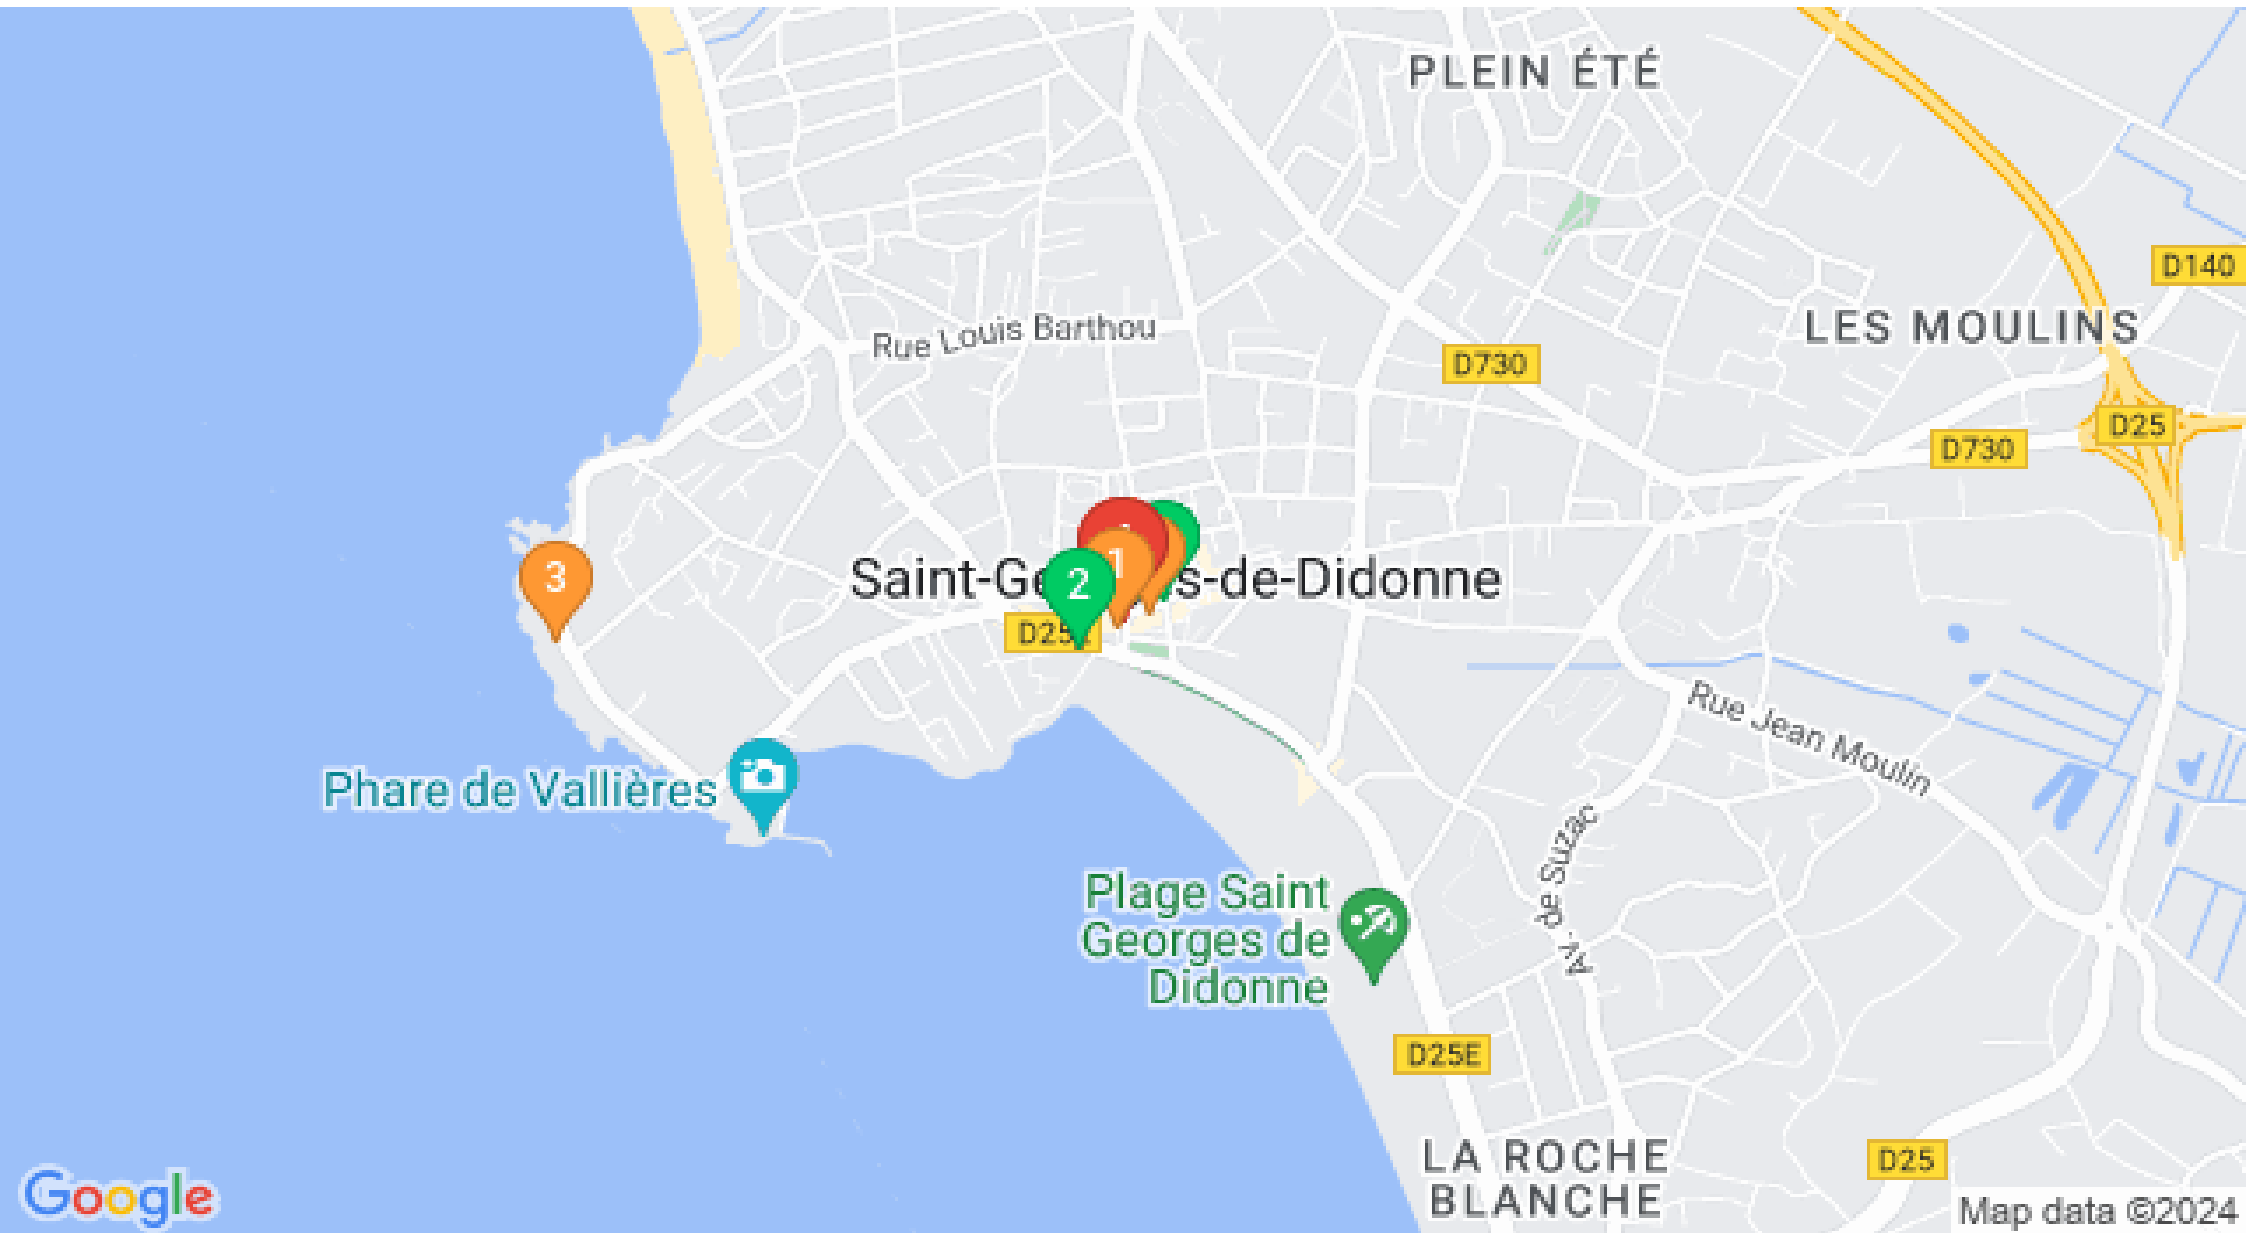 PLEIN ÉTÉ
D140
LES MOULINS
Rue Louis Barthou
D730
D25
D730
3
1
2
s-de-Didonne
Saint-Ge
D25
Rue Jean Moulin
Phare de Vallières
Av. de Suzac
Plage Saint
Georges de
Didonne
D25E
LA ROCHE
BLANCHE
D25
Google
Map data ©2024